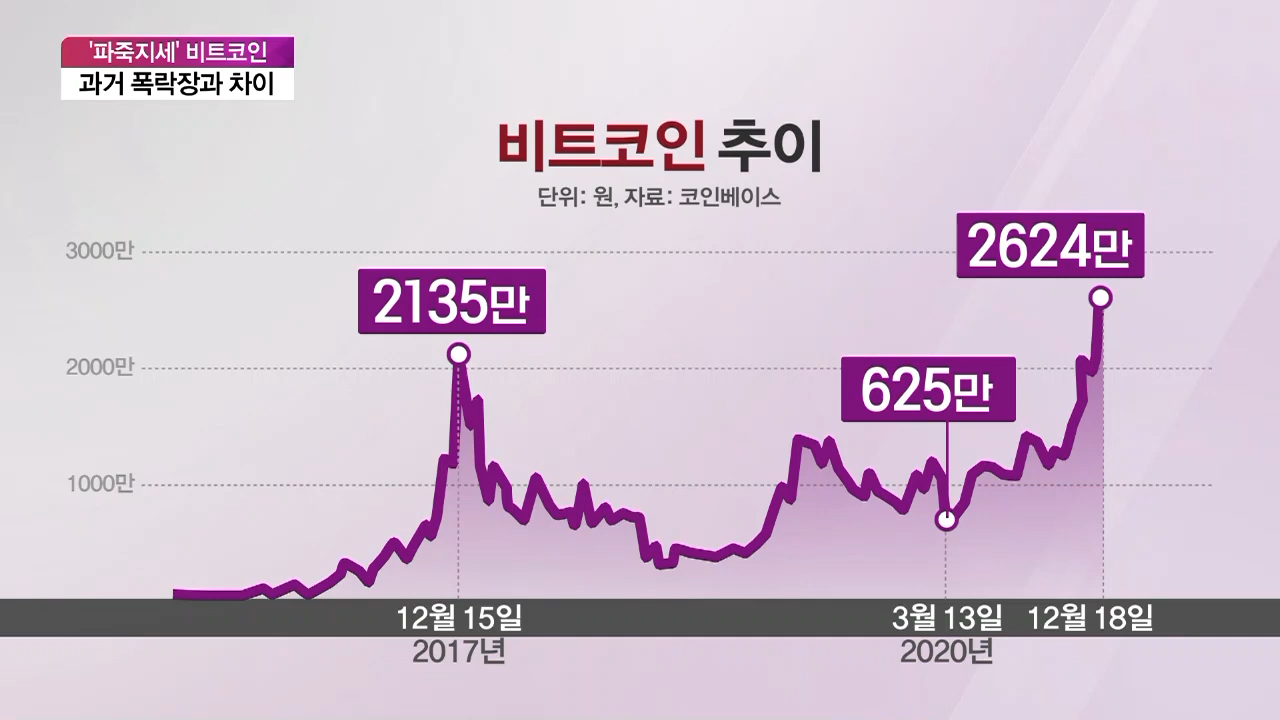 '파죽지세' 비트코인
과거 폭락장과 차이
비트코인 추이
단위: 원, 자료: 코인베이스
3000만
2624만
2135만
2000만
625만
1000만
12월 15일
3월 13일
12월 18일
2017년
2020년